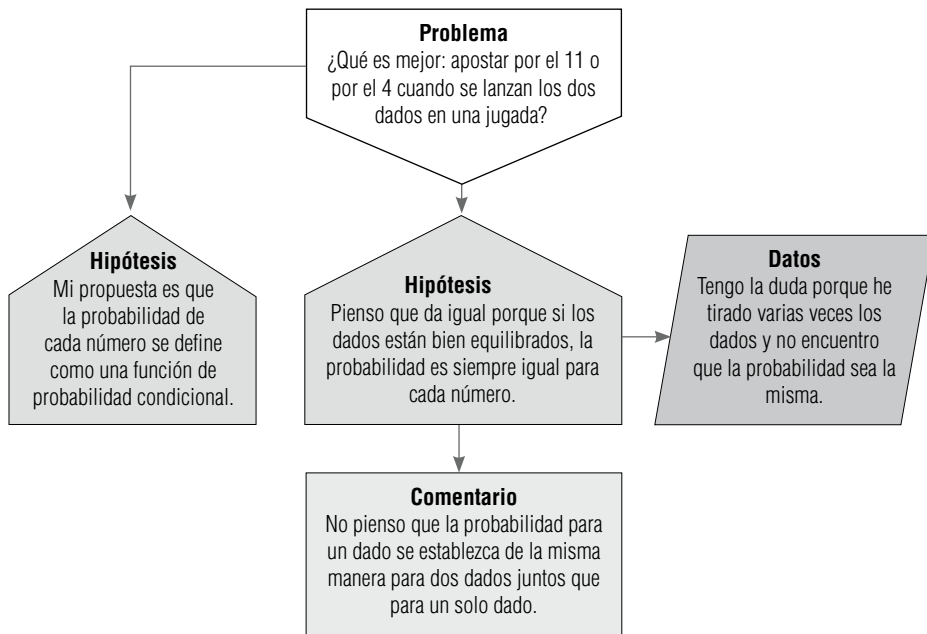 Problema
¿Qué es mejor: apostar por el 11 o
por el 4 cuando se lanzan los dos
dados en una jugada?
Hipótesis
Mi propuesta es que
la probabilidad de
cada número se define
como una función de
probabilidad condicional.
Hipótesis
Pienso que da igual porque si los
dados están bien equilibrados, la
probabilidad es siempre igual para
cada número.
Datos
Tengo la duda porque he
tirado varias veces los
dados y no encuentro
que la probabilidad sea la
misma.
Comentario
No pienso que la probabilidad para
un dado se establezca de la misma
manera para dos dados juntos que
para un solo dado.